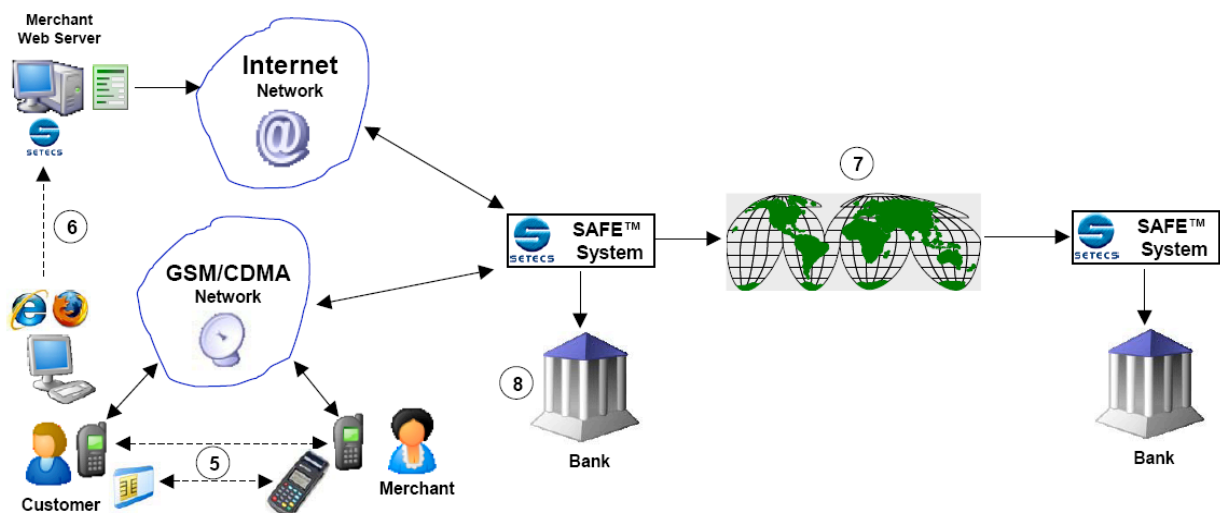 Merchant
Web Server
SETECS
Internet
Network
@
6
GSM/CDMA
Network
e
5
Customer
Merchant
SETECS
SAFE™
System
8
Bank
7
SETECS
SAFE™
System
Bank